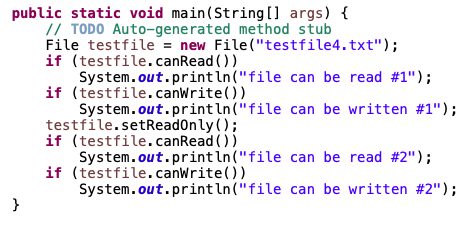 public static void main(String[] args) {
// TODO Auto-generated method stub
File testfile = new File("testfile4.txt");
if (testfile.canRead())
System.out.println("file can be read #1");
if (testfile.canWrite())
System.out.println("file can be written #1");
testfile.setReadOnly();
if (testfile.canRead())
System.out.println("file can be read #2");
if (testfile.canWrite())
System.out.println("file can be written #2");
}